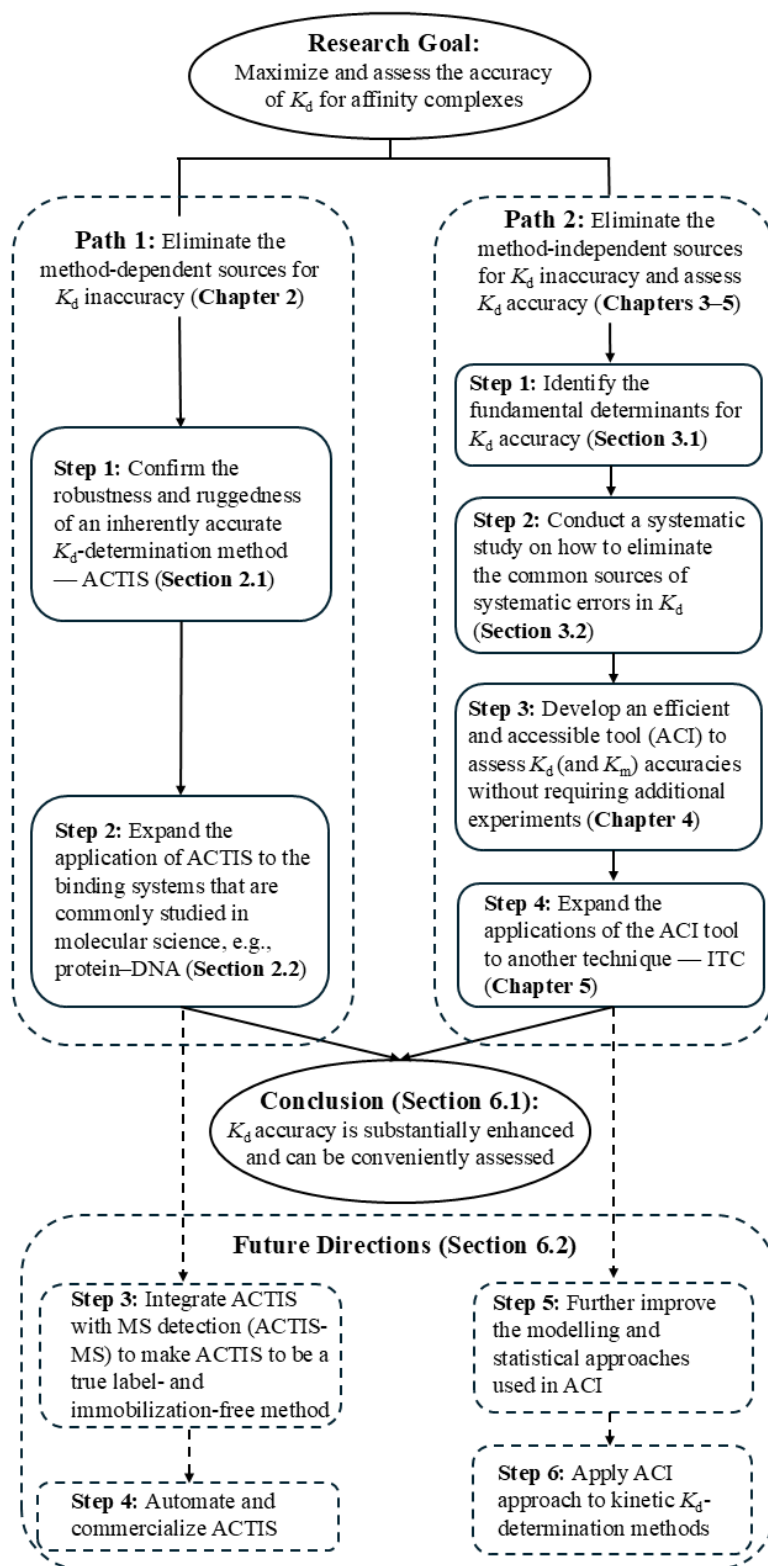 Research Goal:
Maximize and assess the accuracy
of Kd for affinity complexes
Path 1: Eliminate the
method-dependent sources for
Kd inaccuracy (Chapter 2)
Step 1: Confirm the
robustness and ruggedness
of an inherently accurate
Kd-determination method
— ACTIS (Section 2.1)
Step 2: Expand the
application of ACTIS to the
binding systems that are
commonly studied in
molecular science, e.g.,
protein–DNA (Section 2.2)
Path 2: Eliminate the
method-independent sources
for Kd inaccuracy and assess
Kd accuracy (Chapters 3–5)
Step 1: Identify the
fundamental determinants for
Kd accuracy (Section 3.1)
Step 2: Conduct a systematic
study on how to eliminate
the common sources of
systematic errors in Kd
(Section 3.2)
Step 3: Develop an efficient
and accessible tool (ACI) to
assess Kd (and Km) accuracies
without requiring additional
experiments (Chapter 4)
Step 4: Expand the
applications of the ACI tool
to another technique — ITC
(Chapter 5)
Conclusion (Section 6.1):
Kd accuracy is substantially enhanced
and can be conveniently assessed
Future Directions (Section 6.2)
Step 3: Integrate ACTIS
with MS detection (ACTIS-
MS) to make ACTIS to be a
true label- and
immobilization-free method
Step 4: Automate and
commercialize ACTIS
Step 5: Further improve
the modelling and
statistical approaches
used in ACI
Step 6: Apply ACI
approach to kinetic Kd-
determination methods